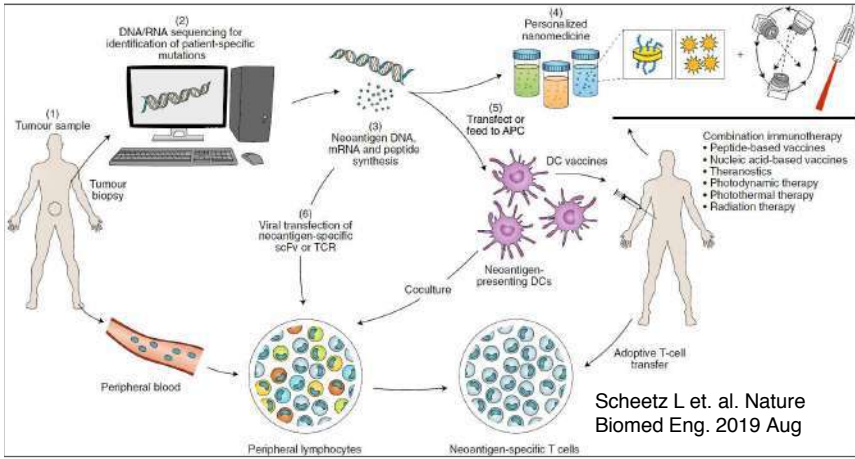 (2)
DNA/RNA sequencing for
identification of patient-specific
mutations
(4)
Personalized
nanomedicine
+
(1)
Tumour sample
Tumour
biopsy
(3)
Neoantigen DNA,
mRNA and peptide
synthesis
(5)
Transfect or
feed to APC
DC vaccines
Combination immunotherapy
• Peptide-based vaccines
• Nucleic acid-based vaccines
• Theranostics
• Photodynamic therapy
• Photothermal therapy
• Radiation therapy
(6)
Viral transfection of
neoantigen-specific
scFv or TCR
Neoantigen-
presenting DCs
Coculture
Peripheral blood
Adoptive T-cell
transfer
Peripheral lymphocytes
Neoantigen-specific T cells
Scheetz L et. al. Nature
Biomed Eng. 2019 Aug